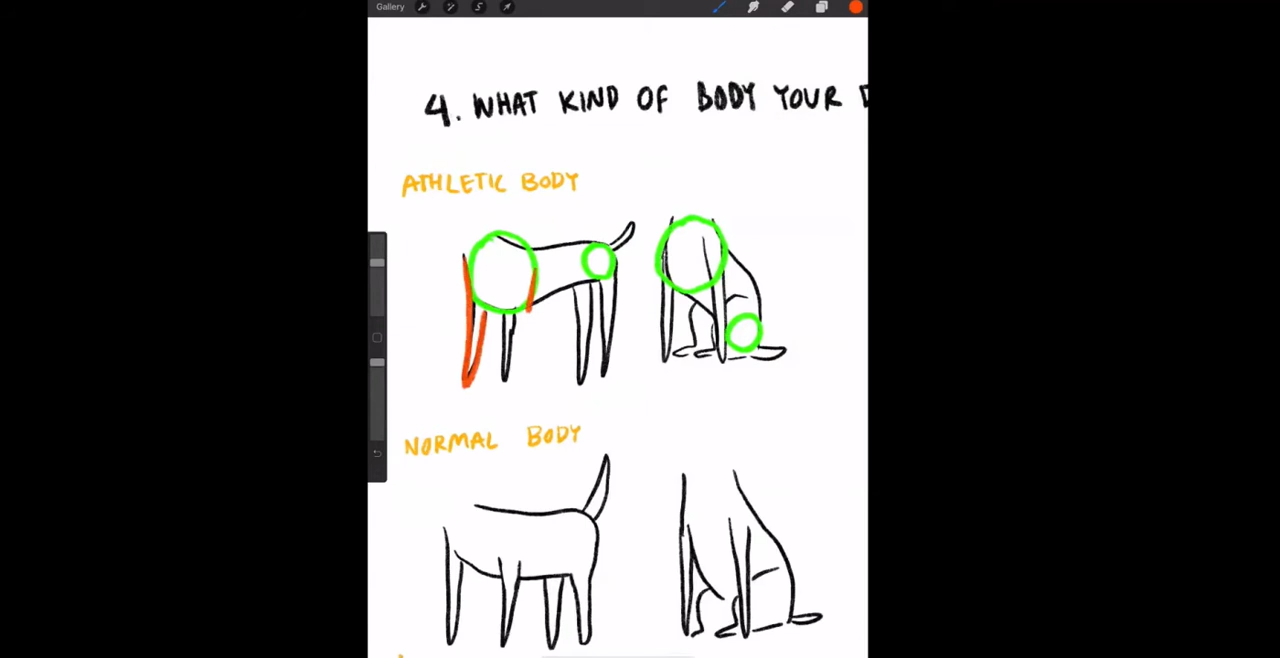 Gallery
4. WHAT KIND OF BODY YOUR
ATHLETIC BODY
NORMAL BODY